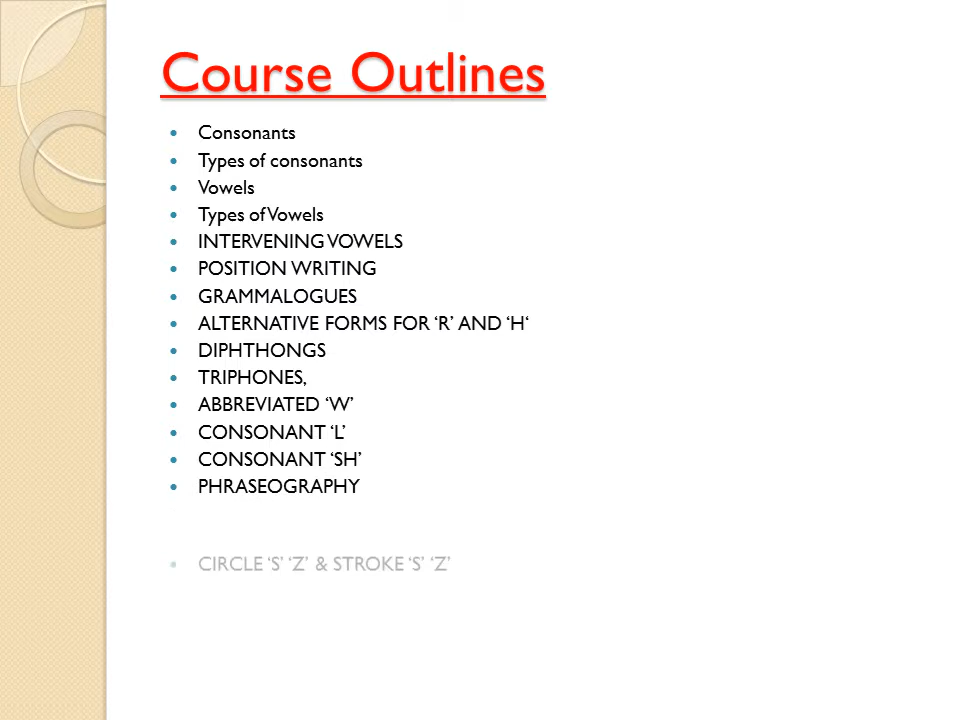 Course Outlines
• Consonants
• Types of consonants
• Vowels
• Types of Vowels
• INTERVENING VOWELS
• POSITION WRITING
• GRAMMALOGUES
• ALTERNATIVE FORMS FOR ‘R’ AND ‘H‘
• DIPHTHONGS
• TRIPHONES,
• ABBREVIATED ‘W’
• CONSONANT ‘L’
• CONSONANT ‘SH’
• PHRASEOGRAPHY
• CIRCLE ‘S’ ‘Z’ & STROKE ‘S’ ‘Z’